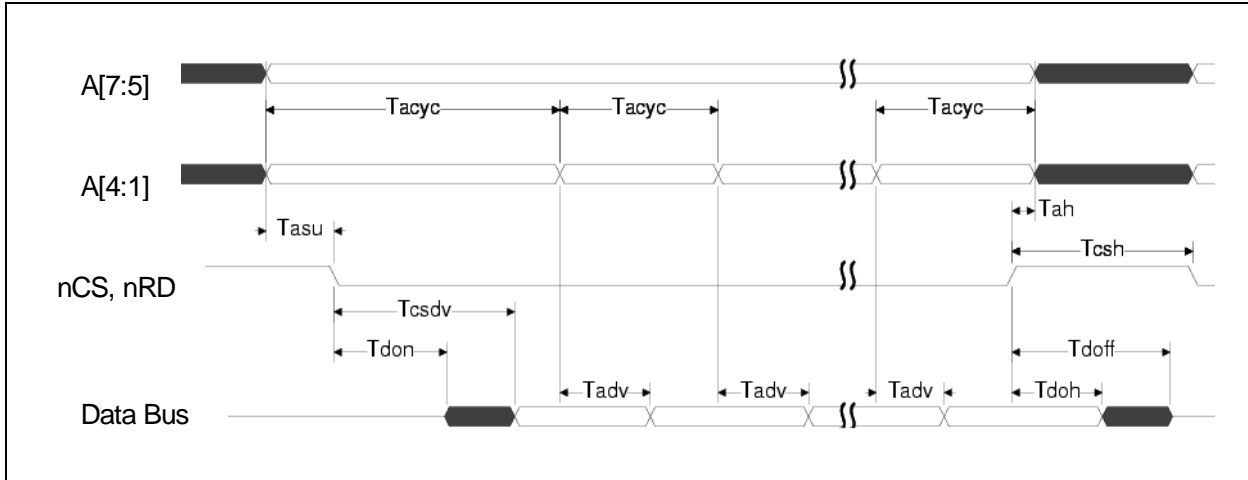 A[7:5]
Tacyc Tacyc Tacyc
A[4:1]
Tasu Tah
Tcsh
nCS, nRD
Tcsdv
Tdon Tdoff
Tadv Tadv Tadv Tdoh
Data Bus